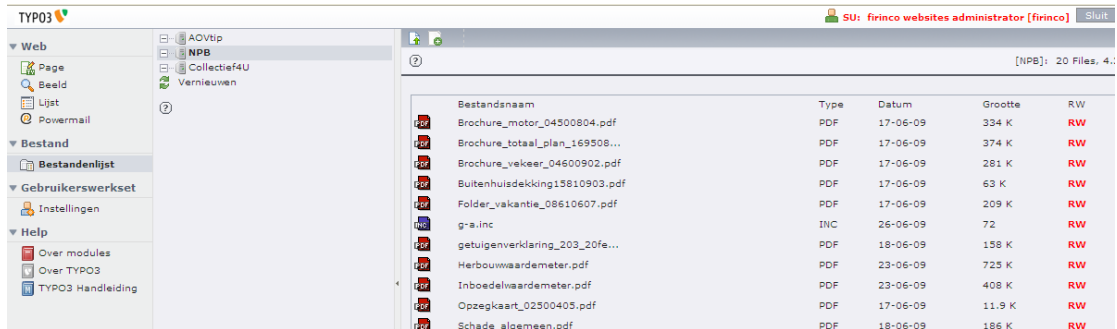 TYPO3
SU: firinco websites administrator [firinco] Sluit
Web
Page
Beeld
Lijst
Powermail
Bestand
Bestandenlijst
Gebruikerswerkset
Instellingen
Help
Over modules
Over TYPO3
TYPO3 Handleiding
AOVtip
NPB
Collectief4U
Vernieuwen
[NPB]: 20 Files,
Bestandsnaam Type Datum Grootte RW
Brochure_motor_04500804.pdf PDF 17-06-09 334 K RW
Brochure_totaal_plan_169508... PDF 17-06-09 374 K RW
Brochure_vekeer_04600902.pdf PDF 17-06-09 281 K RW
Buitenhuisdekking15810903.pdf PDF 17-06-09 63 K RW
Folder_vakantie_08610607.pdf PDF 17-06-09 209 K RW
g-a.inc INC 26-06-09 72 RW
getuigenverklaring_203_20fe... PDF 18-06-09 158 K RW
Herbouwwaardemeter.pdf PDF 23-06-09 725 K RW
Inboedelwaardemeter.pdf PDF 23-06-09 408 K RW
Opzegkaart_02500405.pdf PDF 17-06-09 11.9 K RW
Schade_algemeen.pdf PDF 18-06-09 186 K RW